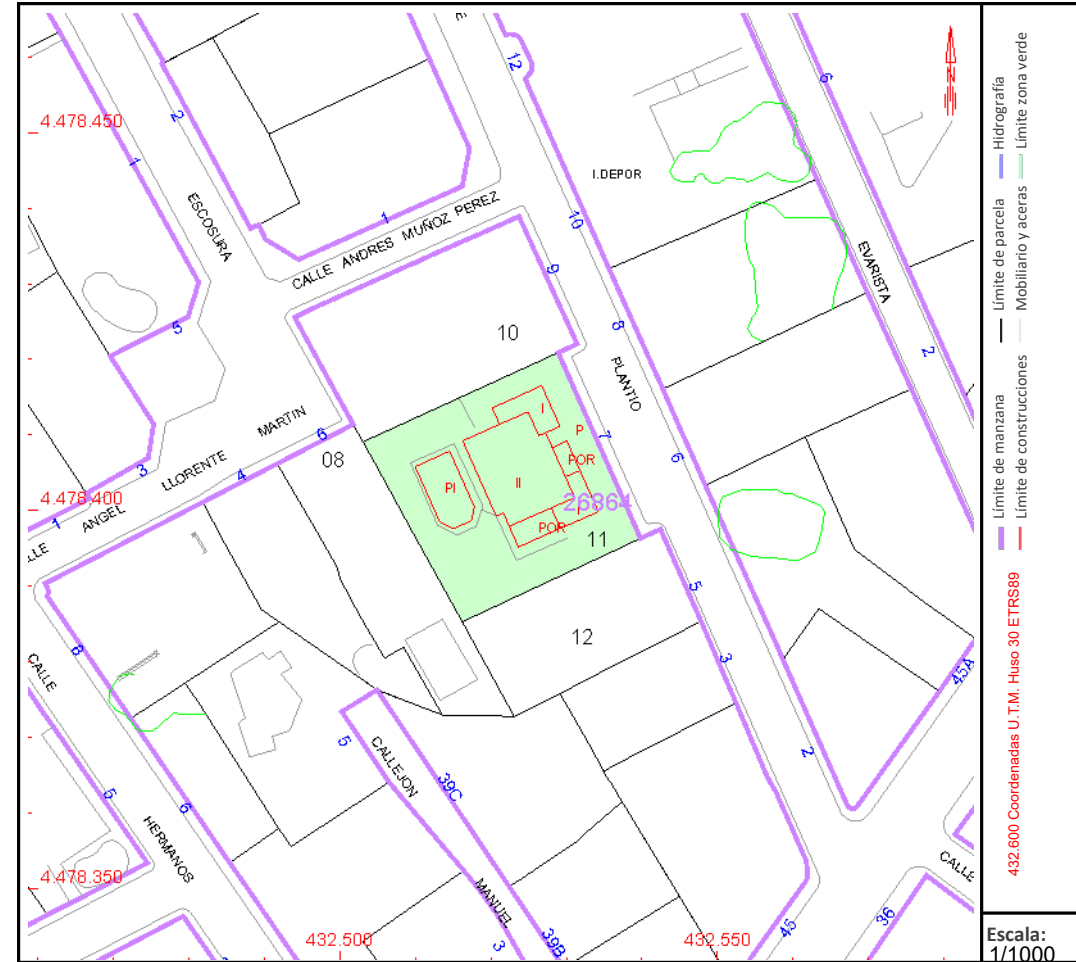 12
6
4.478.450
2
1
I.DEPOR
ESCOSURA
1
CALLE ANDRES MUÑOZ PEREZ
10
9
EVARISTA
5
10
8
2
PLANTIO
MARTIN
6
08
I
P
7
3
LLORENTE
4
POR
6
PI
II
26864
4.478.400
1
ANGEL
POR
I
11
5
12
8
CALLE
3
45A
5
CALLEJON
39C
2
5
6
HERMANOS
CALLE
4.478.350
MANUEL
36
45
3
39B
432.500
432.550
N
Límite de manzana
Límite de parcela
Hidrografía
Límite de construcciones
Mobiliario y aceras
Límite zona verde
432.600 Coordenadas U.T.M. Huso 30 ETRS89
Escala:
1/1000